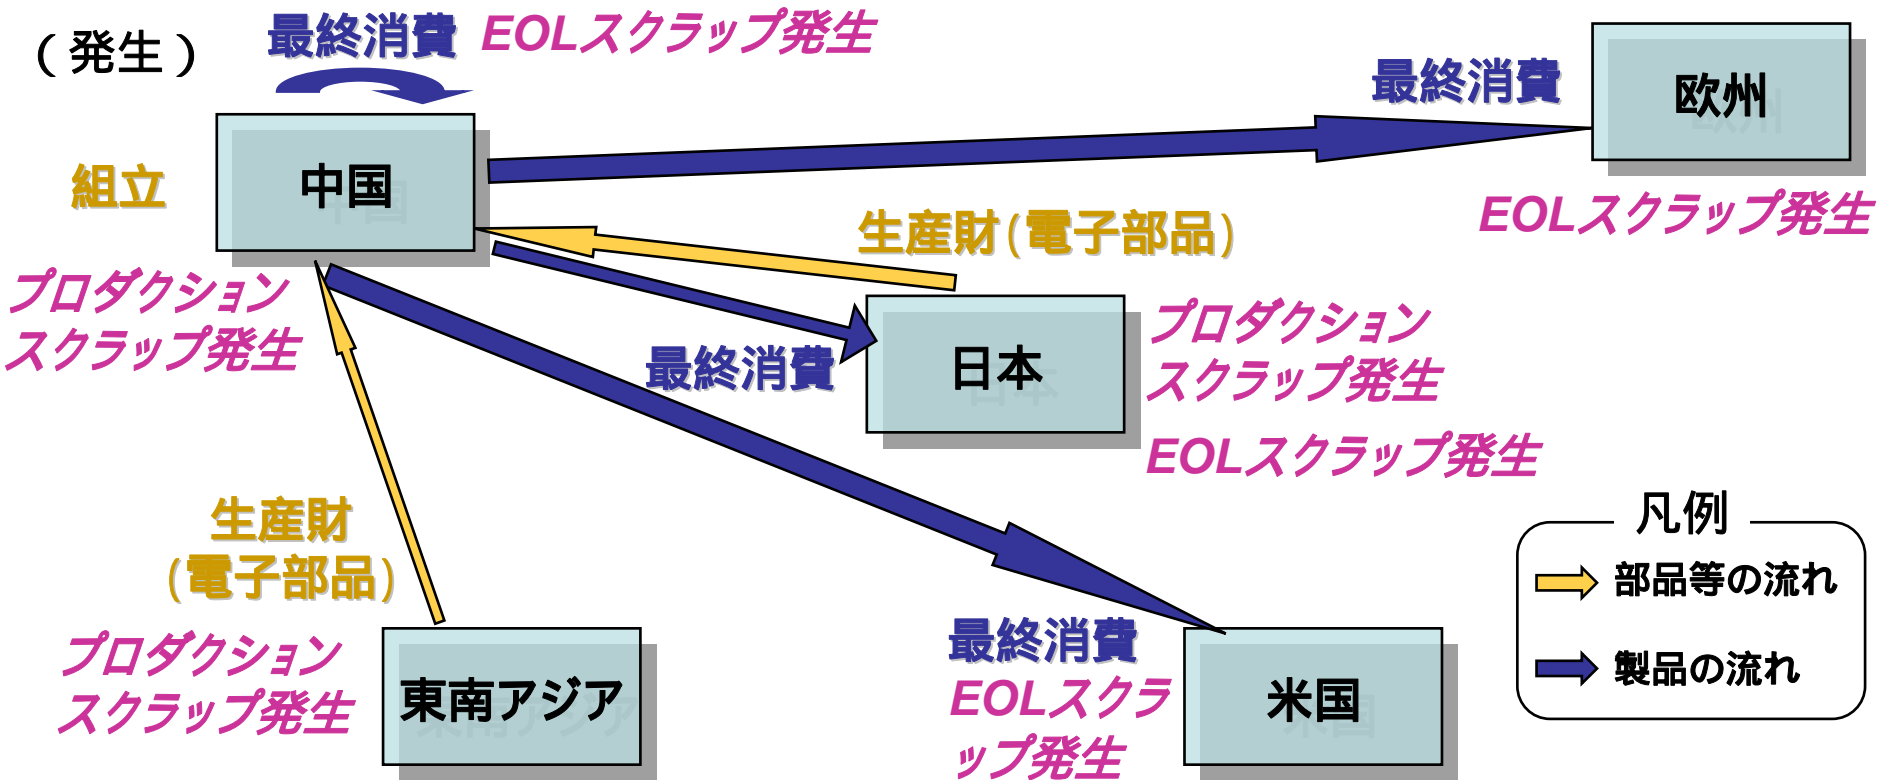 （発生）
最終消費
EOLスクラップ発生
最終消費
欧州
EOLスクラップ発生
組立
中国
プロダクション
スクラップ発生
生産財(電子部品)
最終消費
日本
プロダクション
スクラップ発生
EOLスクラップ発生
生産財
(電子部品)
プロダクション
スクラップ発生
東南アジア
最終消費
EOLスクラ
ップ発生
米国
凡例
部品等の流れ
製品の流れ